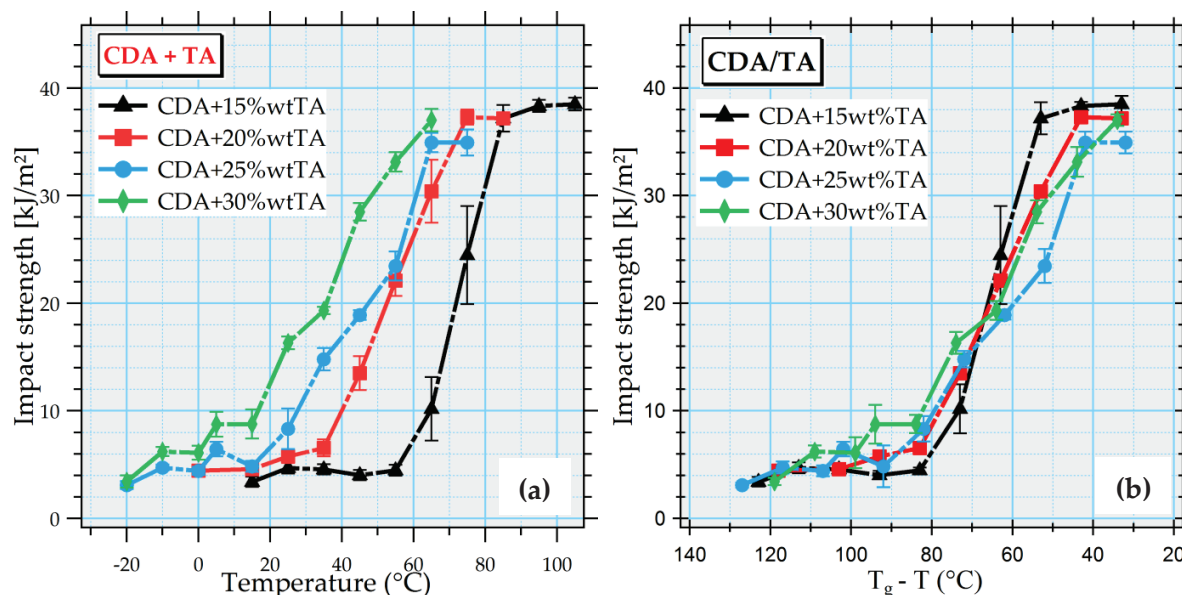 CDA + TA
CDA+15%wtTA
CDA+20%wtTA
CDA+25%wtTA
CDA+30%wtTA
Impact strength [kJ/m²]
40
30
20
10
0
-20 0 20 40 60 80 100
Temperature (°C)
(a)
CDA/TA
CDA+15wt%TA
CDA+20wt%TA
CDA+25wt%TA
CDA+30wt%TA
Impact strength [kJ/m²]
40
30
20
10
0
140 120 100 80 60 40 20
Tg - T (°C)
(b)